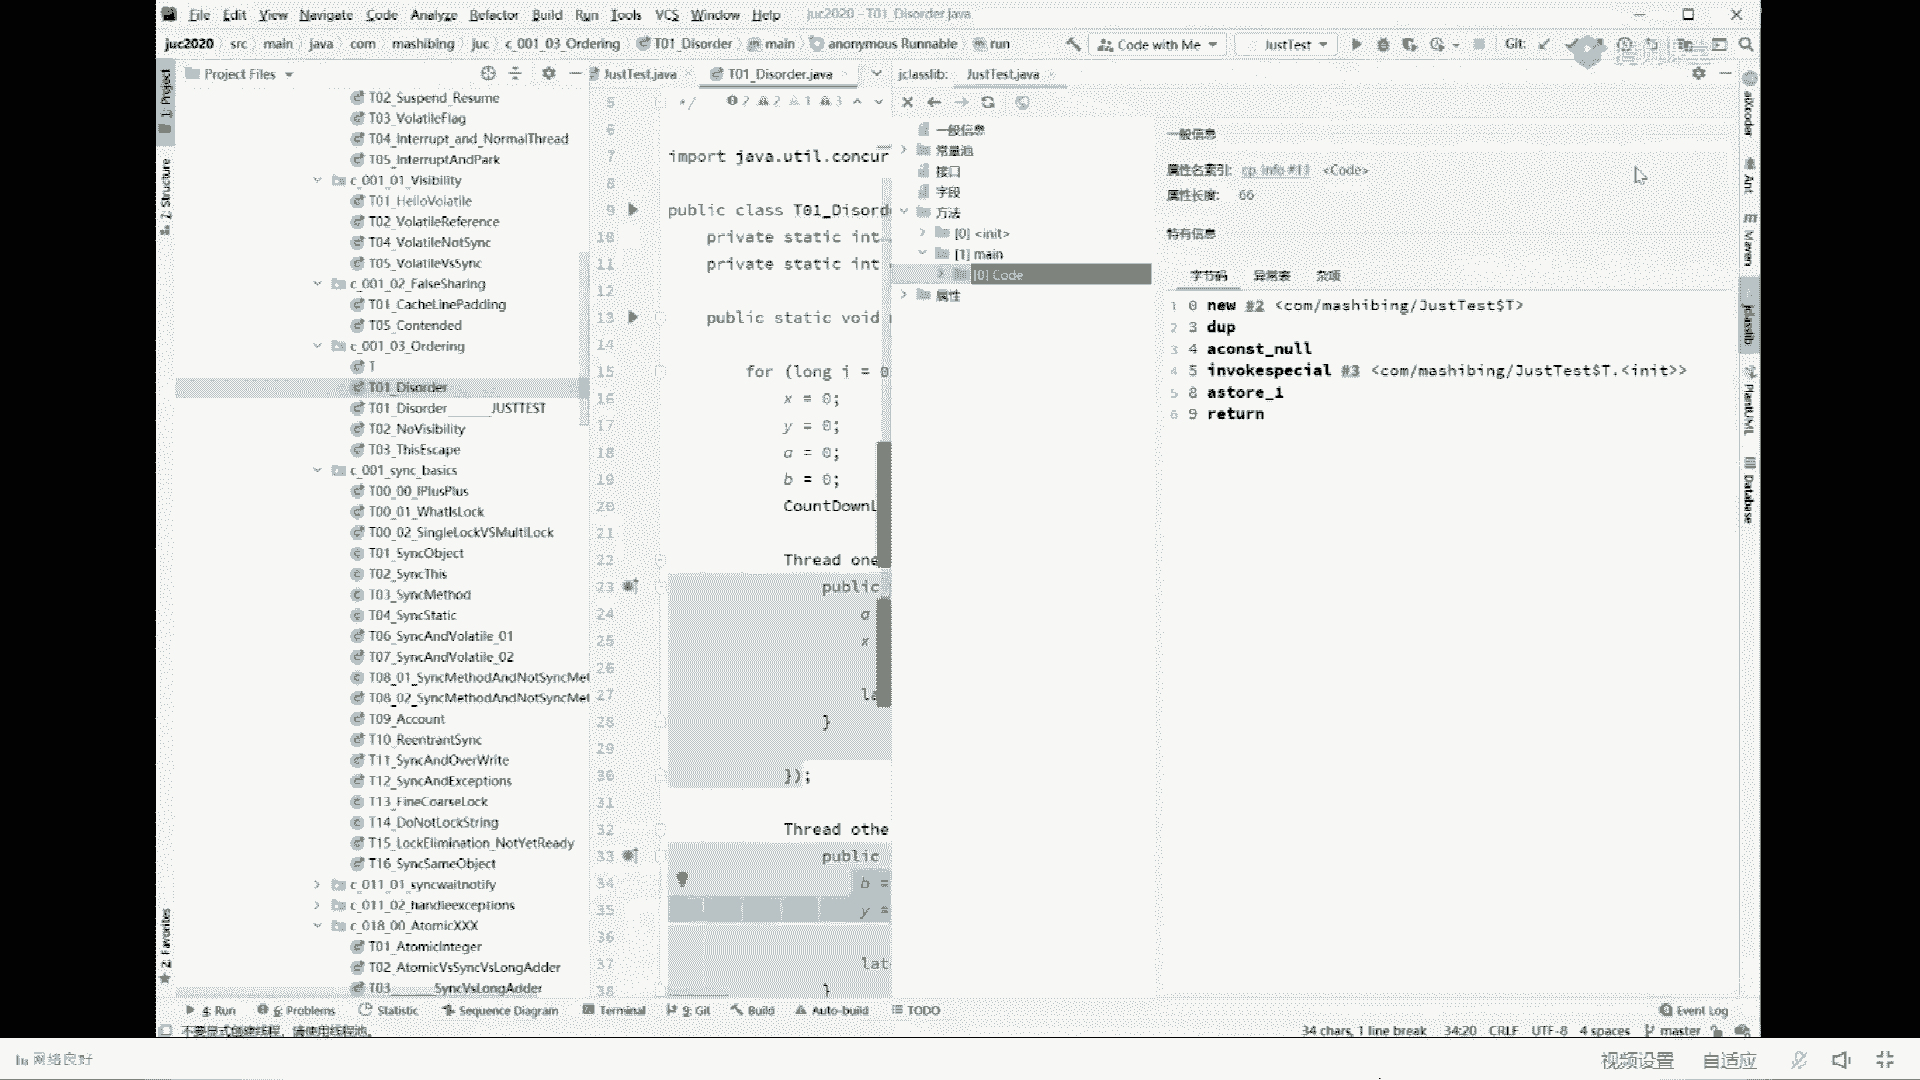 File Edit View Navigate Code Analyze Refactor Build Run Tools VCS Window Help juc2020 - T01_Disorder.java
juc2020 src main java com mashibing juc c_001_03_Ordering T01_Disorder main anonymous Runnable run Code with Me JustTest Git:
Project Files JustTest.java T01_Disorder.java jclasslib: JustTest.java
1: Project
2: Structure
2: Favorites
T02_Suspend_Resume
T03_VolatileFlag
T04_Interrupt_and_NormalThread
T05_InterruptAndPark
c_001_01_Visibility
T01_HelloVolatile
T02_VolatileReference
T04_VolatileNotSync
T05_VolatileVsSync
c_001_02_FalseSharing
T01_CacheLinePadding
T05_Contended
c_001_03_Ordering
T
T01_Disorder
T01_Disorder______JUSTTEST
T02_NoVisibility
T03_ThisEscape
c_001_sync_basics
T00_00_IPlusPlus
T00_01_WhatIsLock
T00_02_SingleLockVSMultiLock
T01_SyncObject
T02_SyncThis
T03_SyncMethod
T04_SyncStatic
T06_SyncAndVolatile_01
T07_SyncAndVolatile_02
T08_01_SyncMethodAndNotSyncMet
T08_02_SyncMethodAndNotSyncMet
T09_Account
T10_ReentrantSync
T11_SyncAndOverWrite
T12_SyncAndExceptions
T13_FineCoarseLock
T14_DoNotLockString
T15_LockElimination_NotYetReady
T16_SyncSameObject
c_011_01_syncwaitnotify
c_011_02_handleexceptions
c_018_00_AtomicXXX
T01_AtomicInteger
T02_AtomicVsSyncVsLongAdder
T03______SyncVsLongAdder
2 2 1 3
5 */
6
7 import java.util.concur
8
9 public class T01_Disord
10 private static int
11 private static int
12
13 public static void
14
15 for (long i = 0
16 x = 0;
17 y = 0;
18 a = 0;
19 b = 0;
20 CountDownL
21
22 Thread one
23 public
24 a
25 x
26
27 la
28 }
29
30 });
31
32 Thread othe
33 public
34 b =
35 y =
36
37 lat
38 }
一般信息
常量池
接口
字段
方法
[0] <init>
[1] main
[0] Code
属性
一般信息
属性名索引: cp_info #11 <Code>
属性长度: 66
特有信息
字节码 异常表 杂项
1 0 new #2 <com/mashibing/JustTest$T>
2 3 dup
3 4 aconst_null
4 5 invokespecial #3 <com/mashibing/JustTest$T.<init>>
5 8 astore_1
6 9 return
aiXcoder
Ant
Maven
jclasslib
PlantUML
Database
4: Run 6: Problems Statistic Sequence Diagram Terminal 9: Git Build Auto-build TODO Event Log
不要显式创建线程，请使用线程池。 34 chars, 1 line break 34:20 CRLF UTF-8 4 spaces master
网络良好 视频设置 自适应